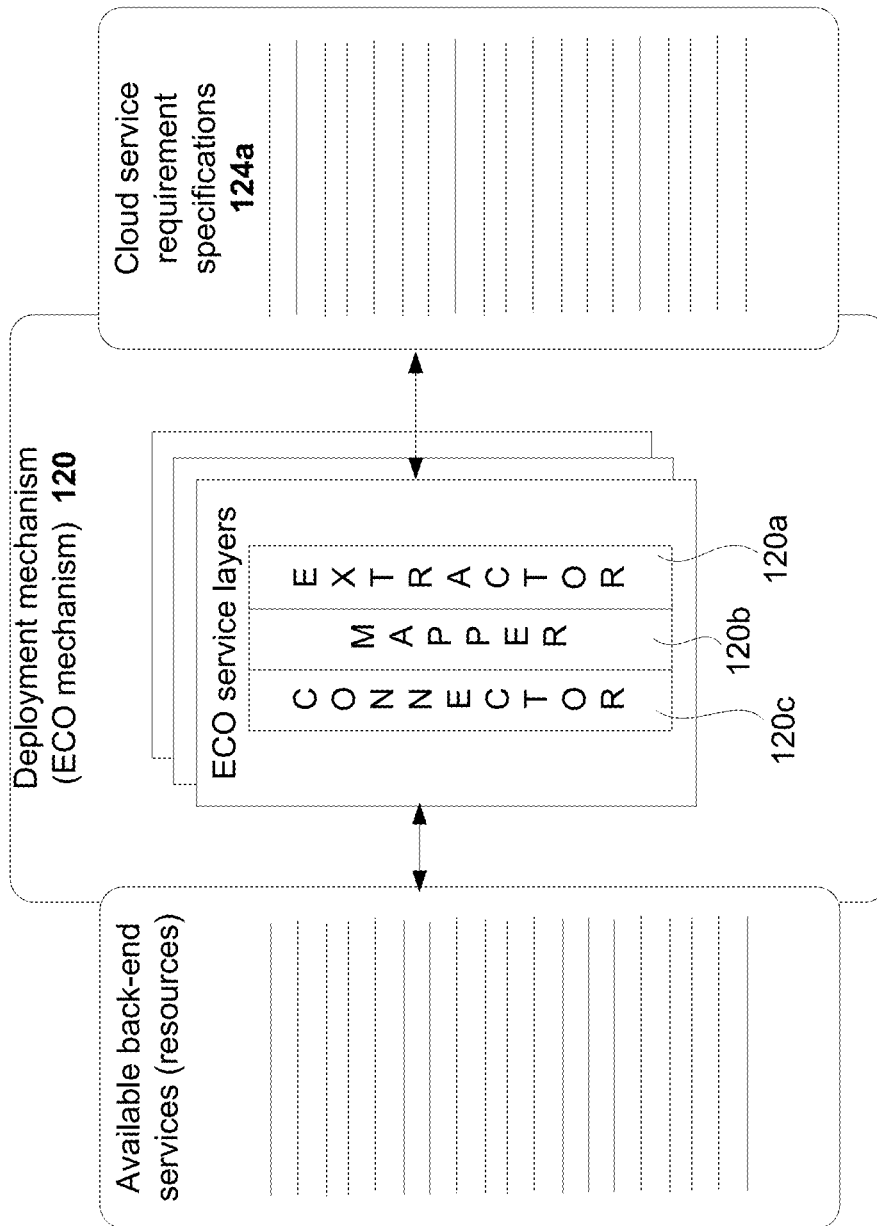 Deployment mechanism
(ECO mechanism) 120
Available back-end
services (resources)
ECO service layers
CONNECTOR
MAPPER
EXTRACTOR
120c
120b
120a
Cloud service
requirement
specifications
124a